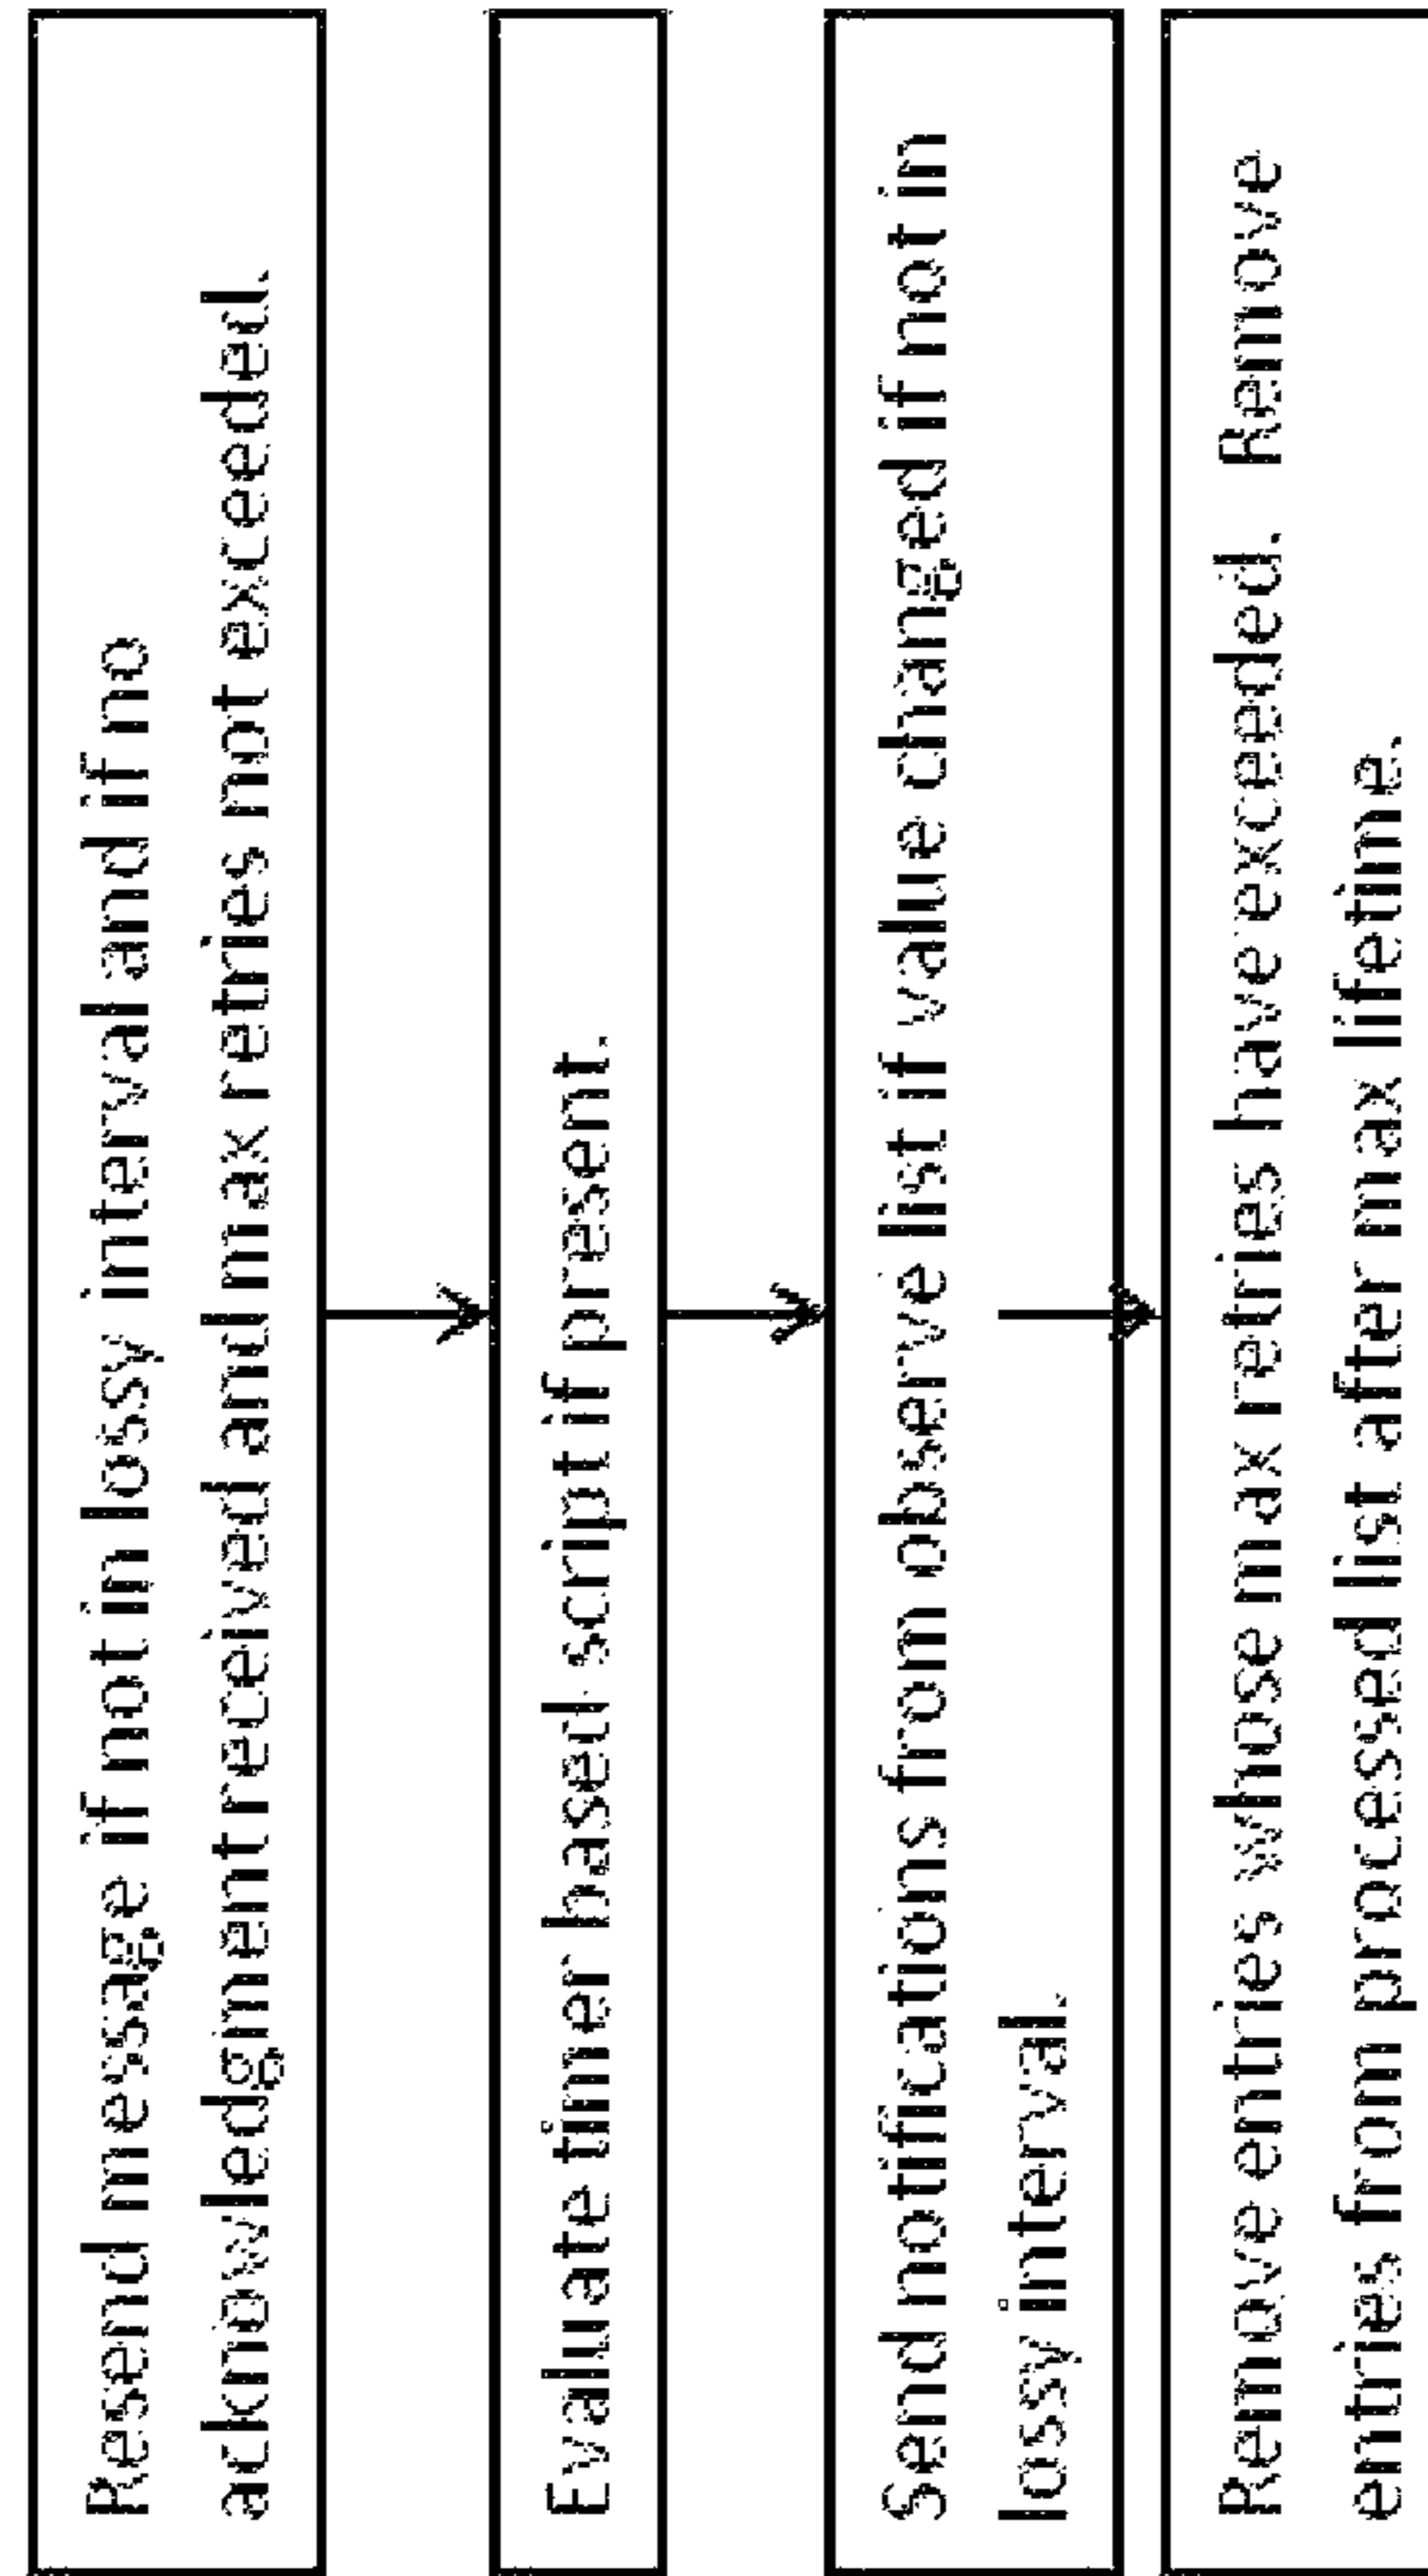 Resend message if not in lossy interval and if no
acknowledgment received and max retries not exceeded.
Evaluate timer based script if present.
Send notifications from observe list if value changed if not in
lossy interval.
Remove entries whose max retries have exceeded. Remove
entries from processed list after max lifetime.